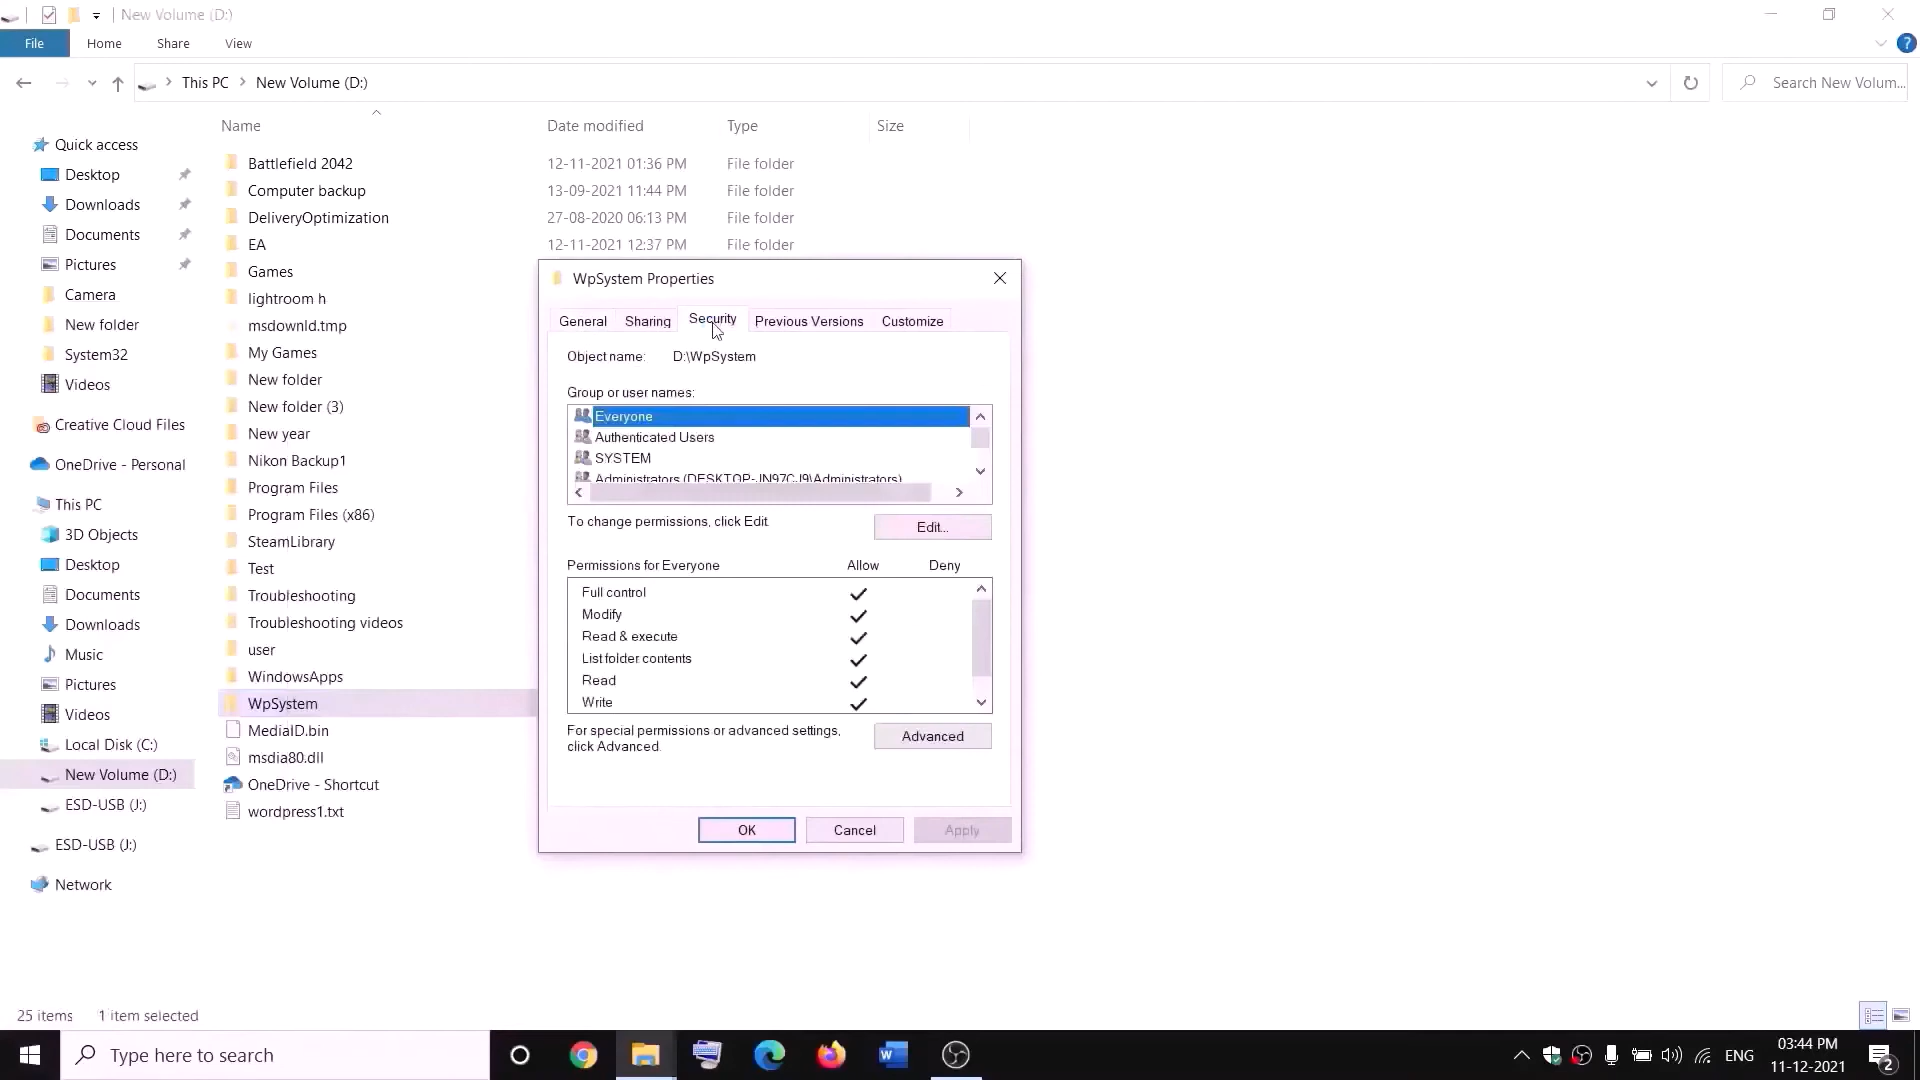 New Volume (D:)
File Home Share View
This PC New Volume (D:)
Search New Volum...
Name Date modified Type Size
Quick access
Desktop
Downloads
Documents
Pictures
Camera
New folder
System32
Videos
Creative Cloud Files
OneDrive - Personal
This PC
3D Objects
Desktop
Documents
Downloads
Music
Pictures
Videos
Local Disk (C:)
New Volume (D:)
ESD-USB (J:)
ESD-USB (J:)
Network
Battlefield 2042 12-11-2021 01:36 PM File folder
Computer backup 13-09-2021 11:44 PM File folder
DeliveryOptimization 27-08-2020 06:13 PM File folder
EA 12-11-2021 12:37 PM File folder
Games
lightroom h
msdownld.tmp
My Games
New folder
New folder (3)
New year
Nikon Backup1
Program Files
Program Files (x86)
SteamLibrary
Test
Troubleshooting
Troubleshooting videos
user
WindowsApps
WpSystem
MediaID.bin
msdia80.dll
OneDrive - Shortcut
wordpress1.txt
WpSystem Properties
General Sharing Security Previous Versions Customize
Object name: D:\WpSystem
Group or user names:
Everyone
Authenticated Users
SYSTEM
Administrators (DESKTOP-JN97CJ9\Administrators)
To change permissions, click Edit.
Edit...
Permissions for Everyone Allow Deny
Full control
Modify
Read & execute
List folder contents
Read
Write
For special permissions or advanced settings,
click Advanced.
Advanced
OK Cancel Apply
25 items 1 item selected
Type here to search
ENG
03:44 PM
11-12-2021
2